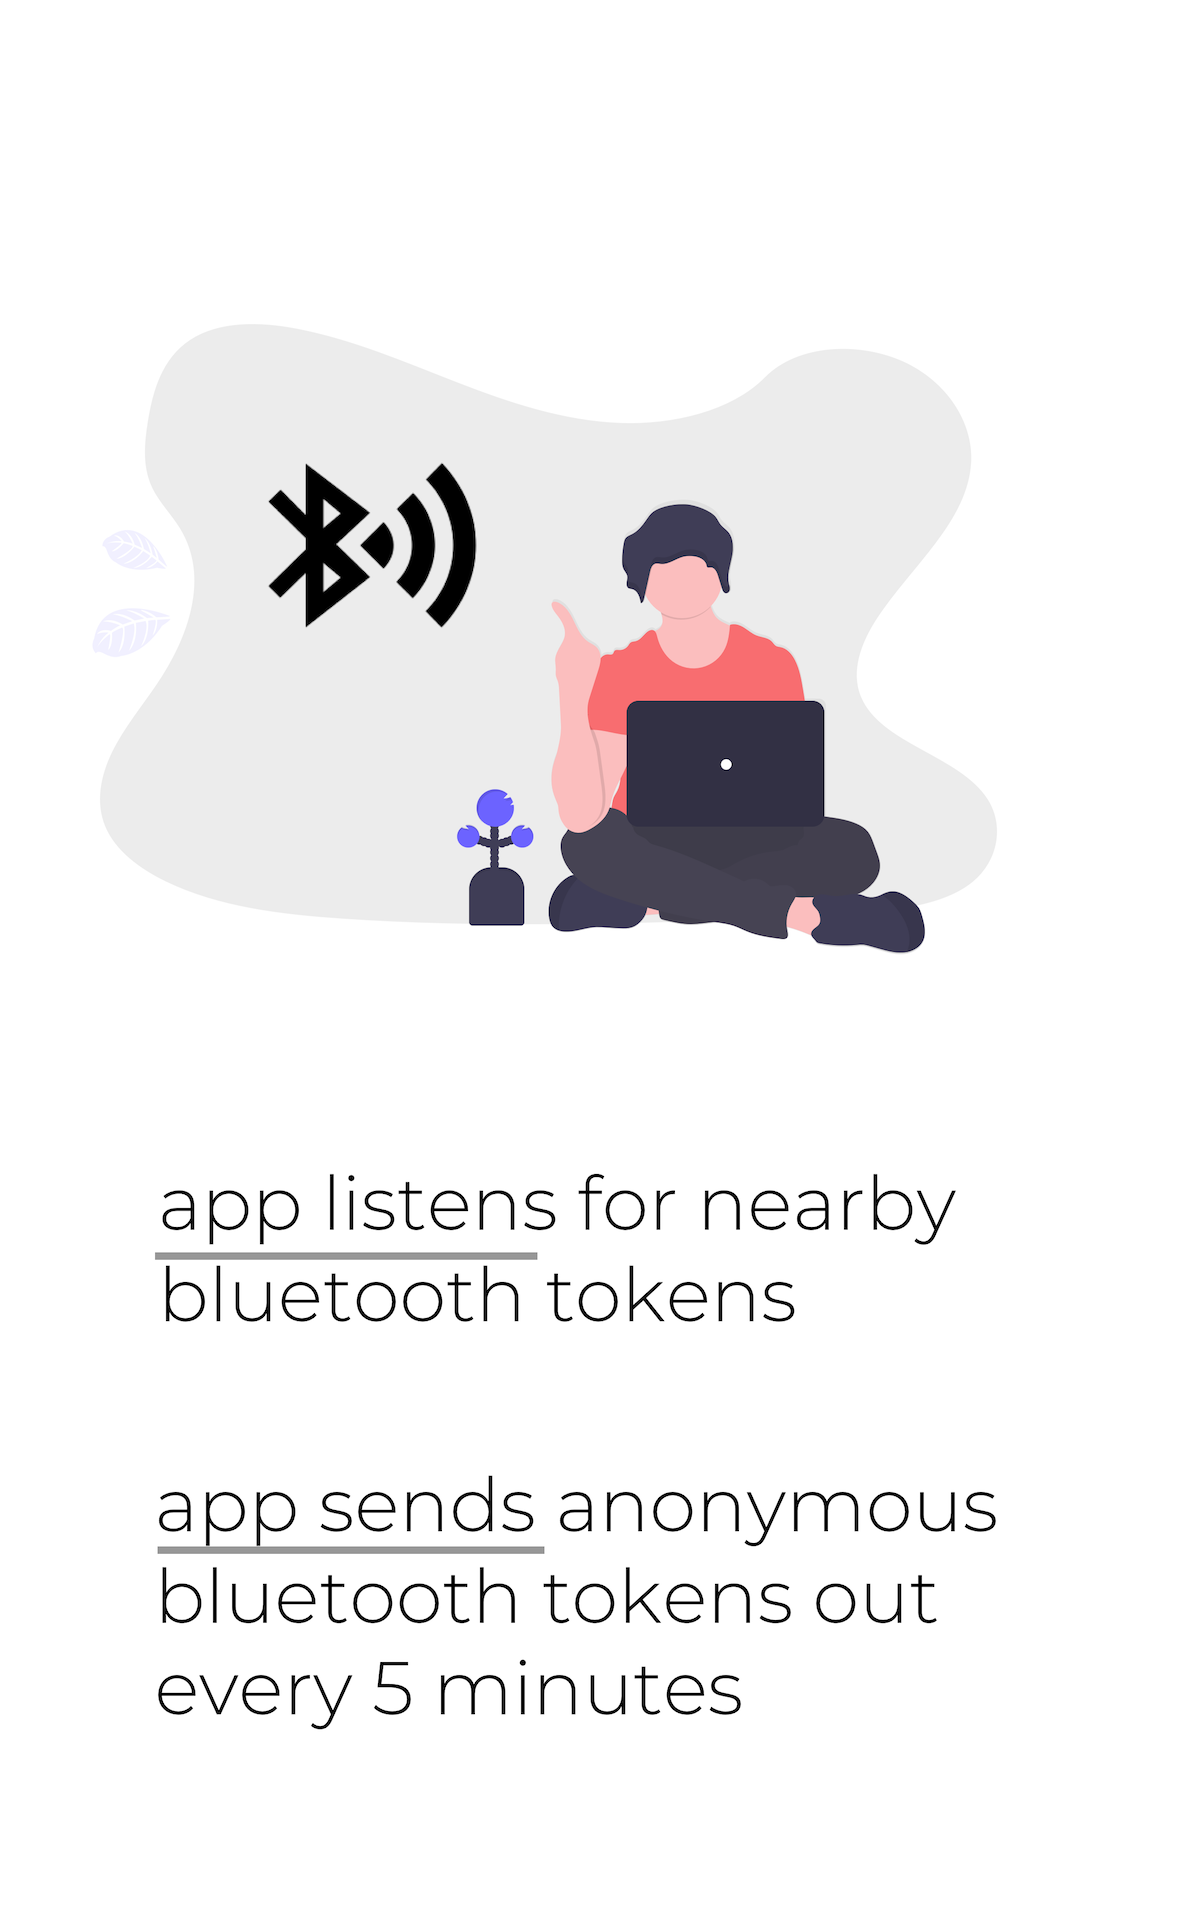 app listens for nearby
bluetooth tokens
app sends anonymous
bluetooth tokens out
every 5 minutes